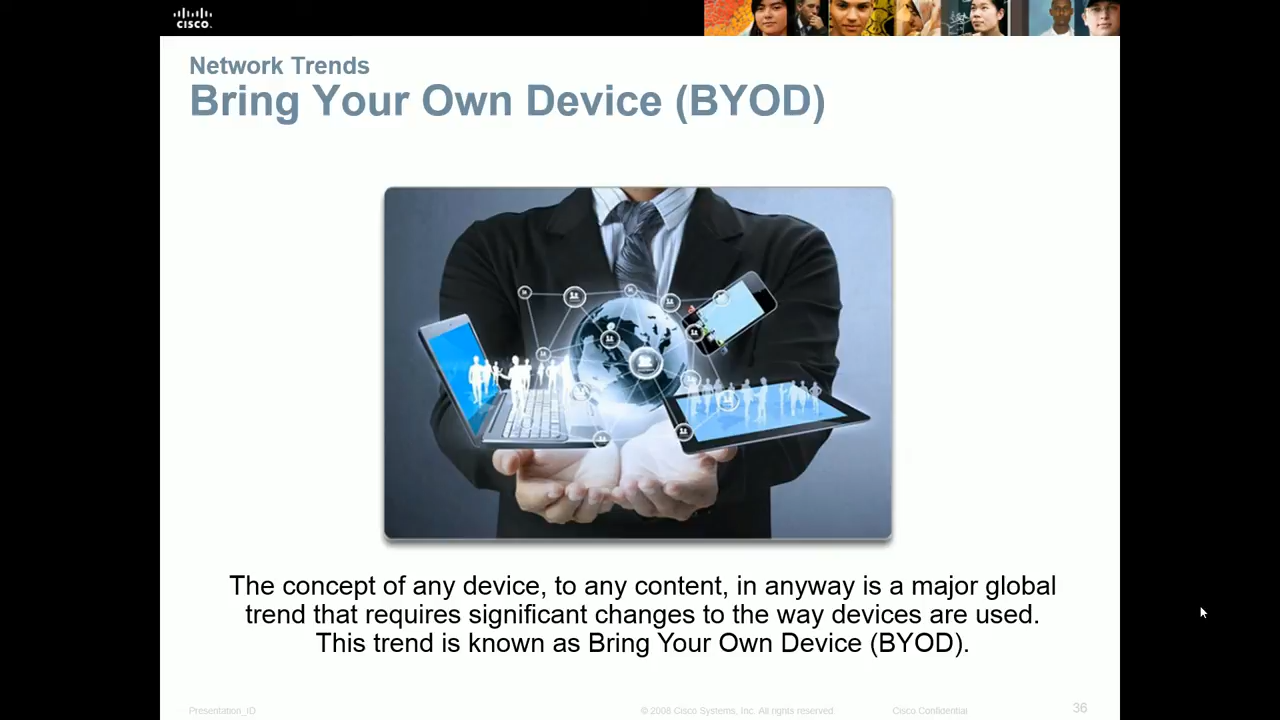 CISCO.
Network Trends
Bring Your Own Device (BYOD)
The concept of any device, to any content, in anyway is a major global
trend that requires significant changes to the way devices are used.
This trend is known as Bring Your Own Device (BYOD).
Presentation_ID
© 2008 Cisco Systems, Inc. All rights reserved
Cisco Confidential
36